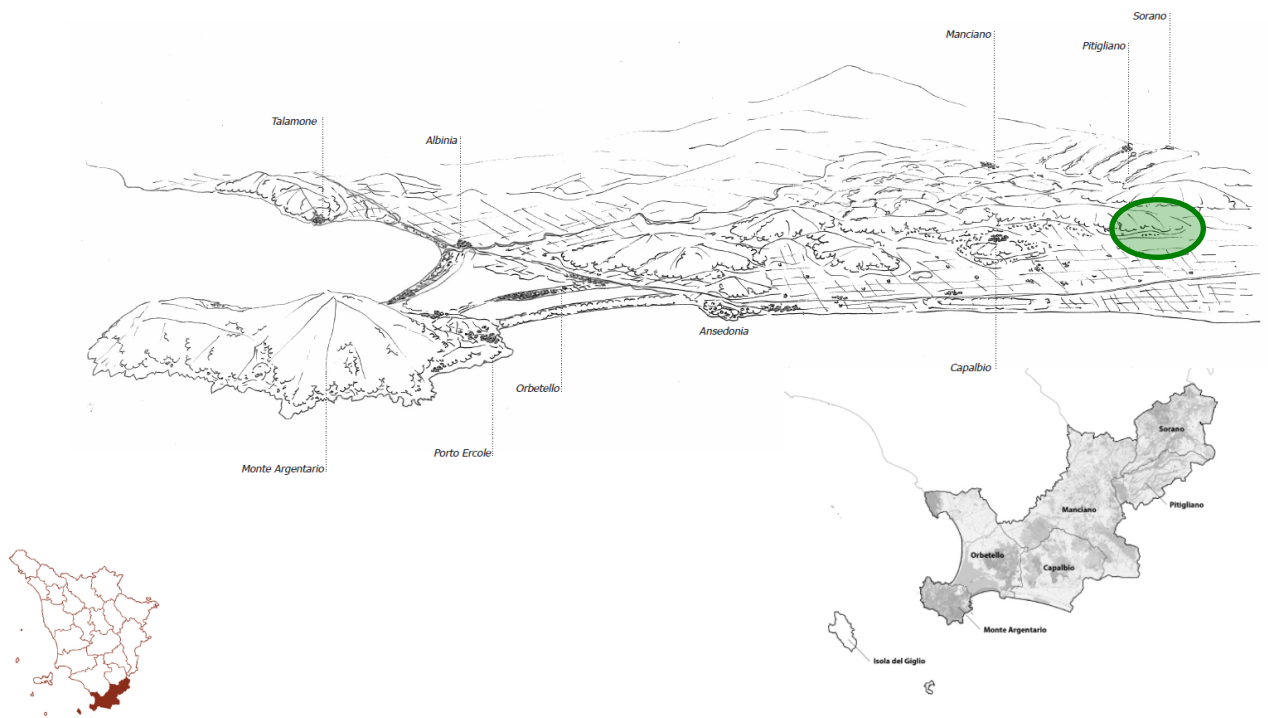 Sorano
Manciano
Pitigliano
Talamone
Albinia
Ansedonia
Capalbio
Orbetello
Porto Ercole
Monte Argentario
Sorano
Pitigliano
Manciano
Orbetello
Capalbio
Monte Argentario
Isola del Giglio